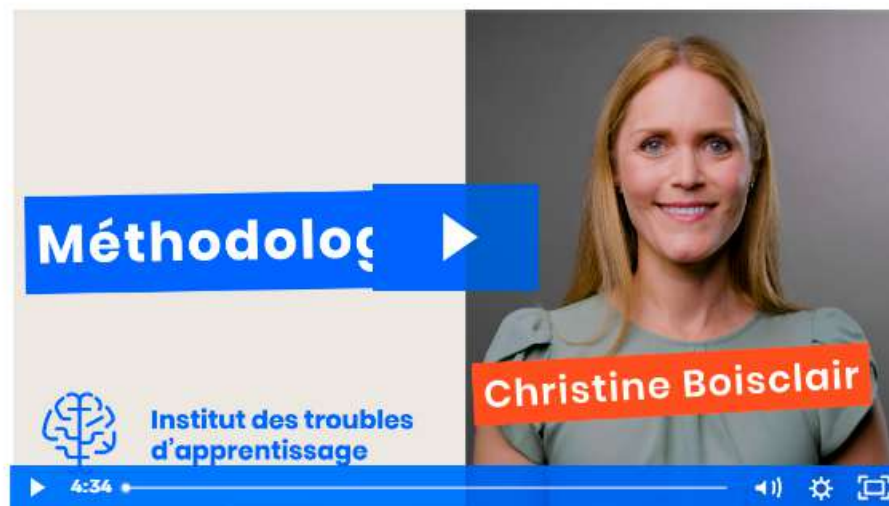 Méthodolog
Christine Boisclair
Institut des troubles
d'apprentissage
4:34